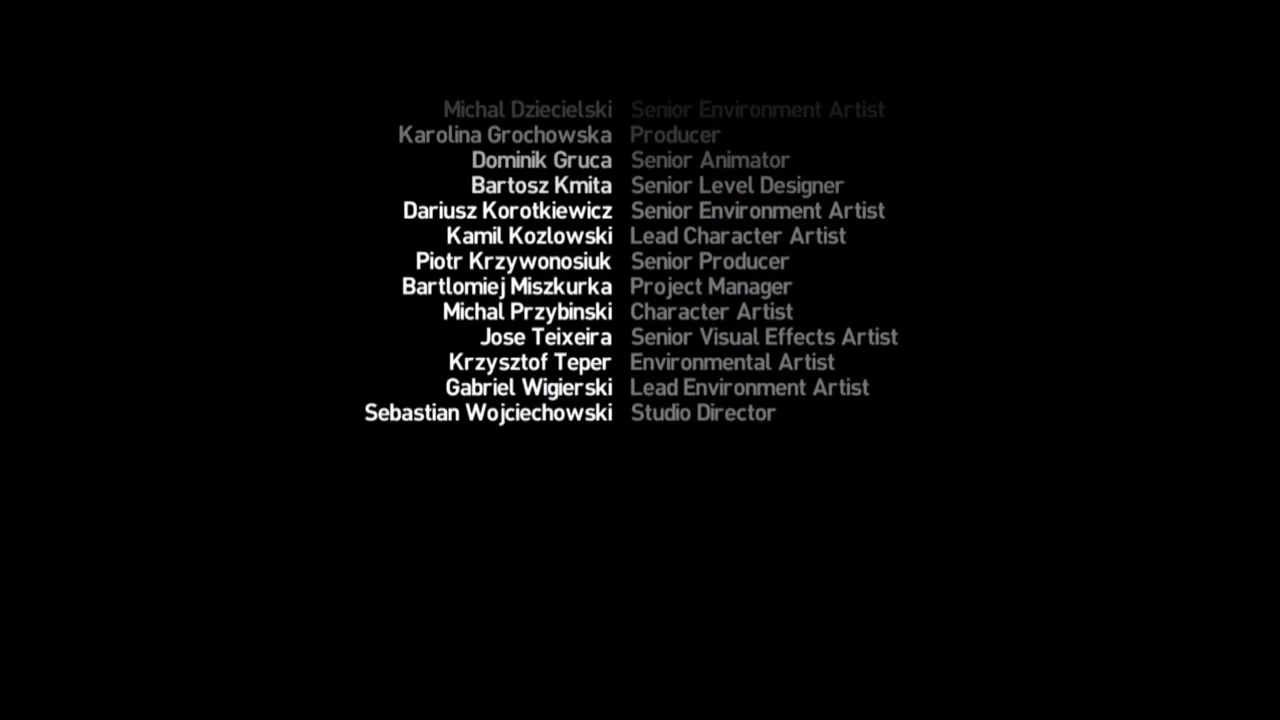 Michal Dziecielski Senior Environment Artist
Karolina Grochowska Producer
Dominik Gruca Senior Animator
Bartosz Kmita Senior Level Designer
Dariusz Korotkiewicz Senior Environment Artist
Kamil Kozlowski Lead Character Artist
Piotr Krzywonosiuk Senior Producer
Bartlomiej Miszkurka Project Manager
Michal Przybinski Character Artist
Jose Teixeira Senior Visual Effects Artist
Krzysztof Teper Environmental Artist
Gabriel Wigierski Lead Environment Artist
Sebastian Wojciechowski Studio Director